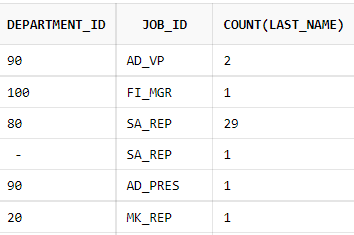 DEPARTMENT_ID JOB_ID COUNT(LAST_NAME)
90 AD_VP 2
100 FI_MGR 1
80 SA_REP 29
- SA_REP 1
90 AD_PRES 1
20 MK_REP 1